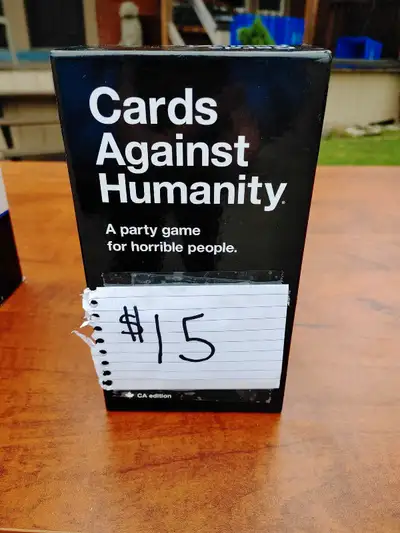 Cards
Against
Humanity.
A party game
for horrible people.
$15
CA edition